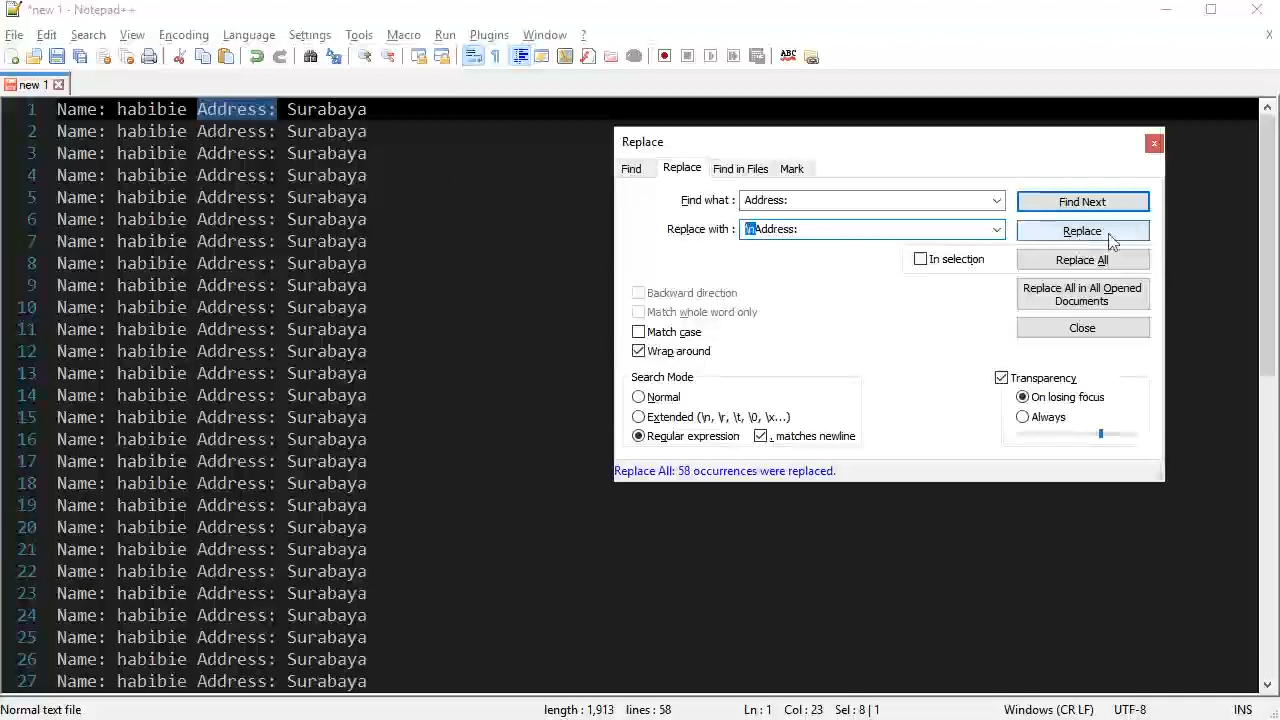 *new 1 - Notepad++
File Edit Search View Encoding Language Settings Tools Macro Run Plugins Window ? X
ABC
new 1
1 Name: habibie Address: Surabaya
2 Name: habibie Address: Surabaya
3 Name: habibie Address: Surabaya
4 Name: habibie Address: Surabaya
5 Name: habibie Address: Surabaya
6 Name: habibie Address: Surabaya
7 Name: habibie Address: Surabaya
8 Name: habibie Address: Surabaya
9 Name: habibie Address: Surabaya
10 Name: habibie Address: Surabaya
11 Name: habibie Address: Surabaya
12 Name: habibie Address: Surabaya
13 Name: habibie Address: Surabaya
14 Name: habibie Address: Surabaya
15 Name: habibie Address: Surabaya
16 Name: habibie Address: Surabaya
17 Name: habibie Address: Surabaya
18 Name: habibie Address: Surabaya
19 Name: habibie Address: Surabaya
20 Name: habibie Address: Surabaya
21 Name: habibie Address: Surabaya
22 Name: habibie Address: Surabaya
23 Name: habibie Address: Surabaya
24 Name: habibie Address: Surabaya
25 Name: habibie Address: Surabaya
26 Name: habibie Address: Surabaya
27 Name: habibie Address: Surabaya
Replace
Find Replace Find in Files Mark
Find what : Address: Find Next
Replace with : \nAddress: Replace
In selection Replace All
Replace All in All Opened
Documents
Close
Backward direction
Match whole word only
Match case
Wrap around
Search Mode
Normal
Extended (\n, \r, \t, \0, \x...)
Regular expression . matches newline
Transparency
On losing focus
Always
Replace All: 58 occurrences were replaced.
Normal text file length : 1,913 lines : 58 Ln : 1 Col : 23 Sel : 8 | 1 Windows (CR LF) UTF-8 INS